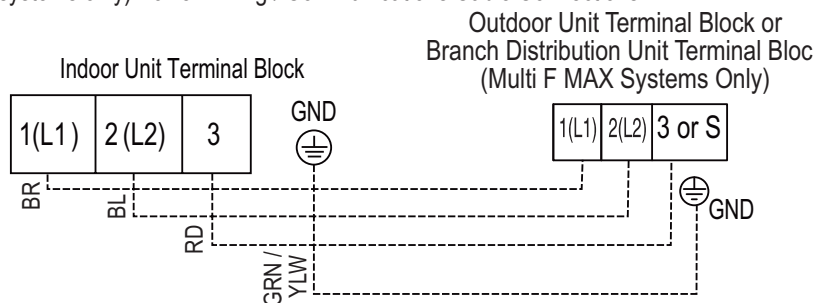 Outdoor Unit Terminal Block or
Branch Distribution Unit Terminal Bloc
(Multi F MAX Systems Only)
Indoor Unit Terminal Block
GND
1(L1)
2(L2)
3
1(L1)
2(L2)
3 or S
GND
BR
BL
RD
GRN /
YLW